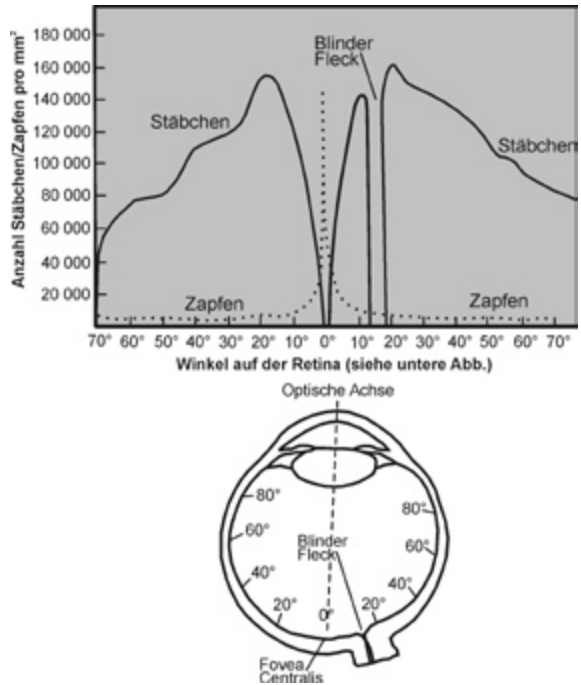 Anzahl Stäbchen/Zapfen pro mm²
180 000
160 000
140 000
120 000
100 000
80 000
60 000
40 000
20 000
Blinder
Fleck
Stäbchen
Stäbchen
Zapfen
Zapfen
70° 60° 50° 40° 30° 20° 10° 0° 10° 20° 30° 40° 50° 60° 70°
Winkel auf der Retina (siehe untere Abb.)
Optische Achse
80°
80°
60°
Blinder
Fleck
60°
40°
40°
20°
0°
20°
Fovea
Centralis